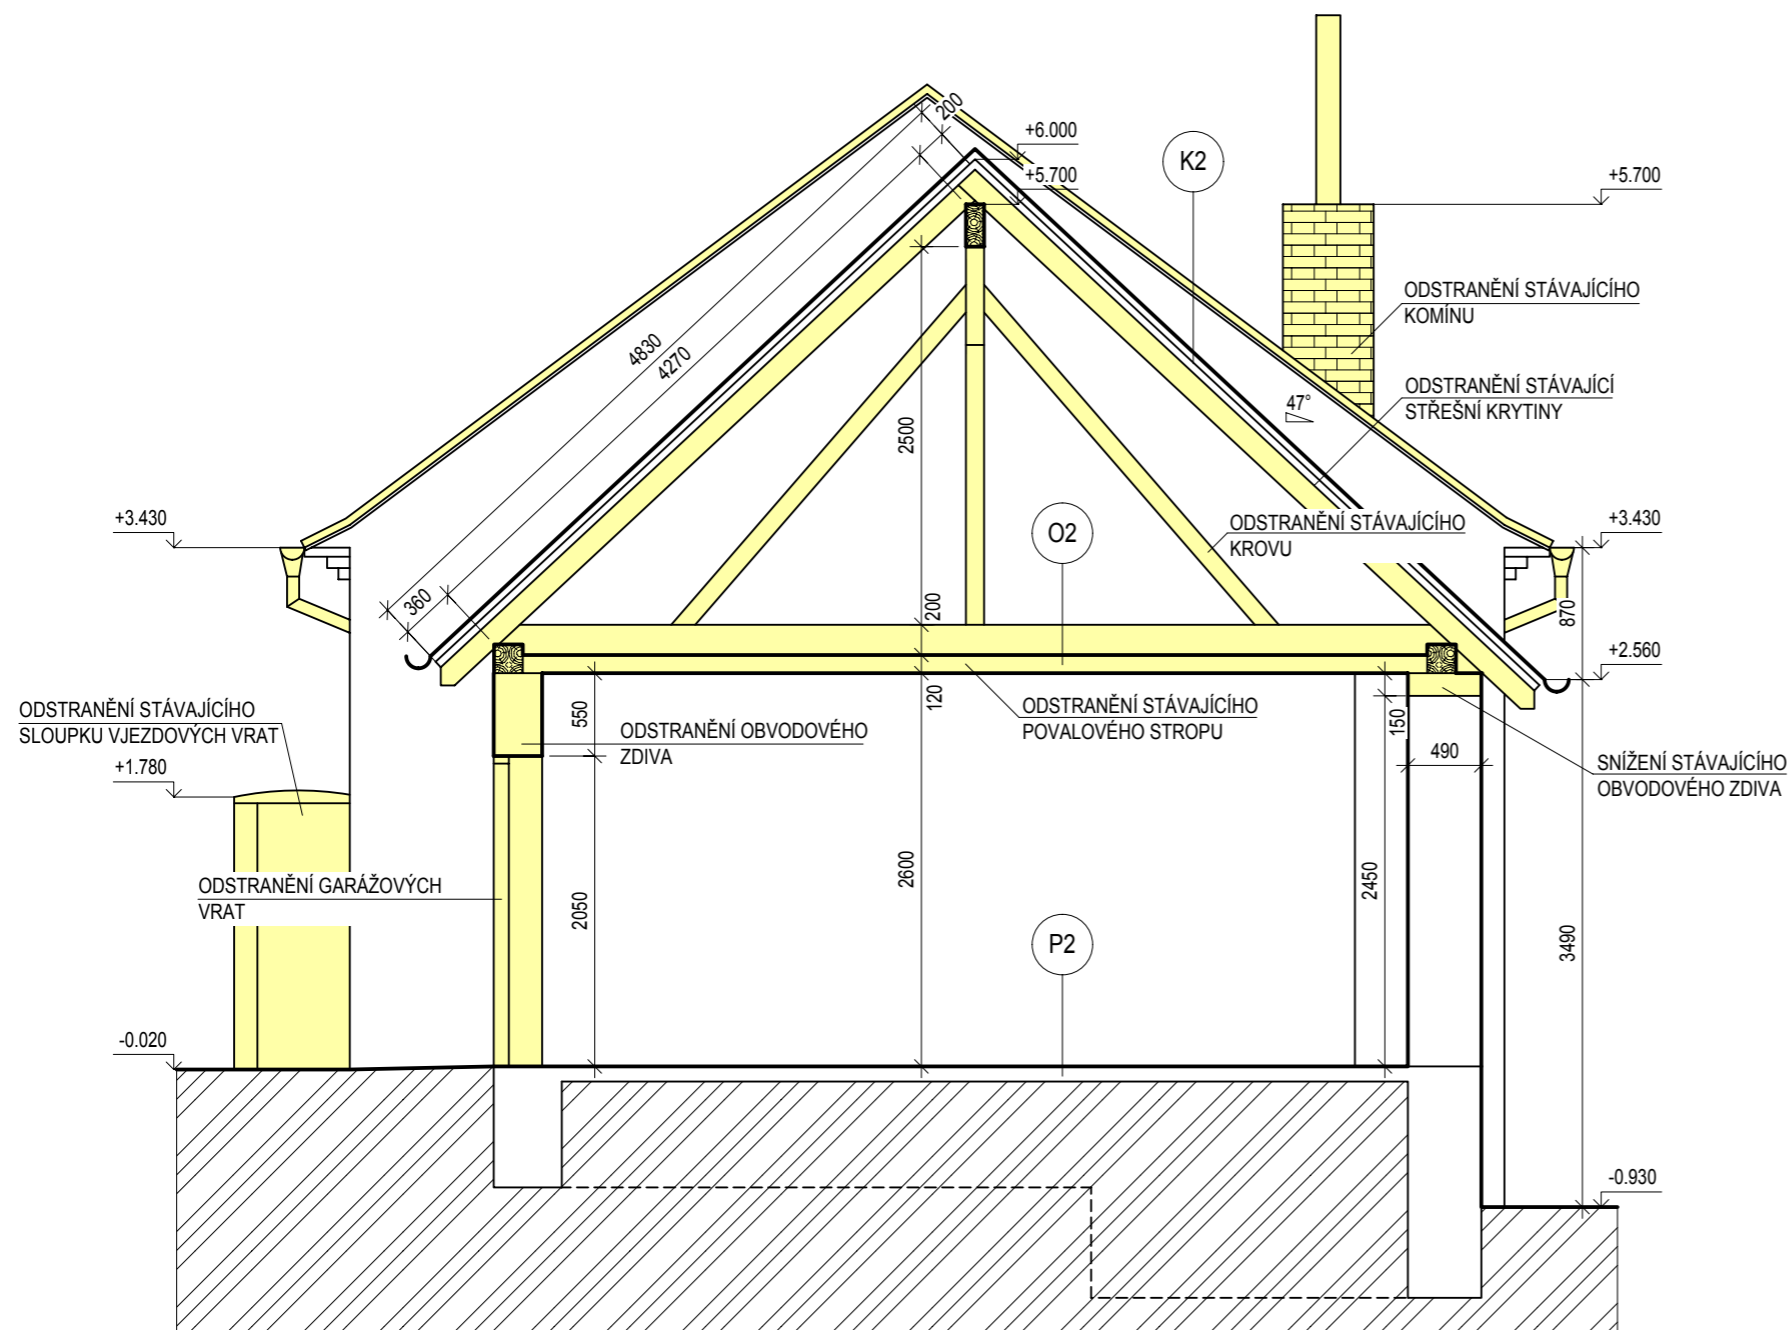 200
+6.000
K2
+5.700
+5.700
ODSTRANĚNÍ STÁVAJÍCÍHO
KOMÍNU
4830
4270
ODSTRANĚNÍ STÁVAJÍCÍ
STŘEŠNÍ KRYTINY
47°
2500
+3.430
O2
ODSTRANĚNÍ STÁVAJÍCÍHO
KROVU
+3.430
360
200
870
+2.560
120
ODSTRANĚNÍ STÁVAJÍCÍHO
SLOUPKU VJEZDOVÝCH VRAT
550
ODSTRANĚNÍ OBVODOVÉHO
ZDIVA
ODSTRANĚNÍ STÁVAJÍCÍHO
POVALOVÉHO STROPU
150
490
SNÍŽENÍ STÁVAJÍCÍHO
OBVODOVÉHO ZDIVA
+1.780
ODSTRANĚNÍ GARÁŽOVÝCH
VRAT
2050
2600
2450
P2
3490
-0.020
-0.930